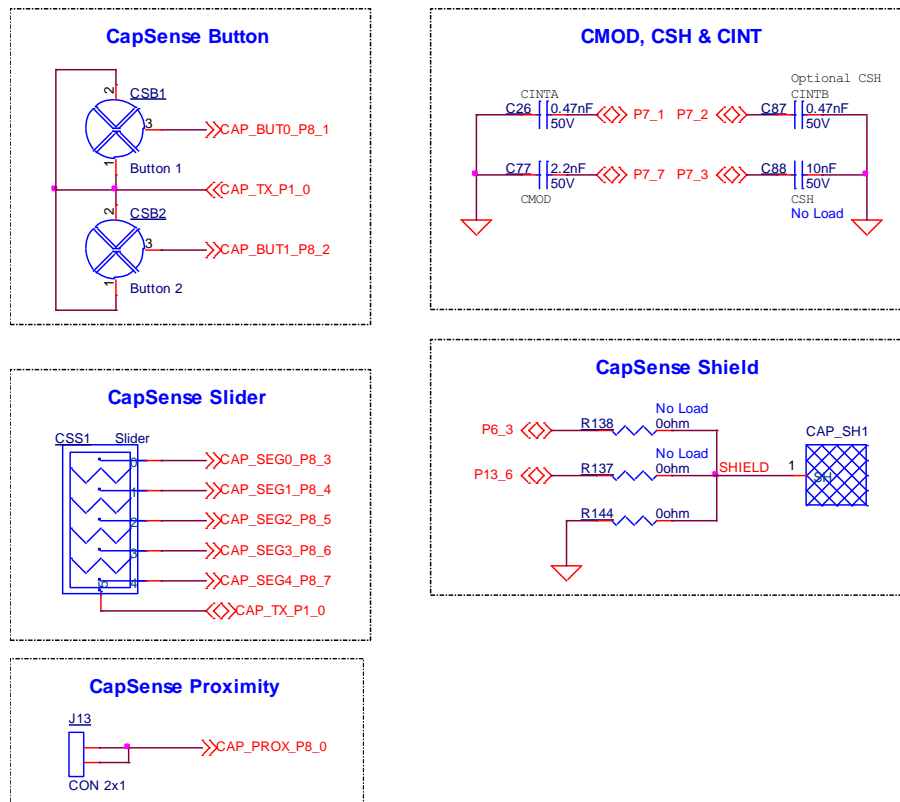 CapSense Button
2
CSB1
3
CAP_BUT0_P8_1
1
Button 1
CAP_TX_P1_0
2
CSB2
3
CAP_BUT1_P8_2
1
Button 2
CMOD, CSH & CINT
Optional CSH
CINTA
CINTB
C26 0.47nF P7_1 P7_2 C87 0.47nF
50V 50V
C77 2.2nF P7_7 P7_3 C88 10nF
50V 50V
CMOD CSH
No Load
CapSense Slider
CSS1 Slider
0 CAP_SEG0_P8_3
1 CAP_SEG1_P8_4
2 CAP_SEG2_P8_5
3 CAP_SEG3_P8_6
4 CAP_SEG4_P8_7
CAP_TX_P1_0
CapSense Shield
No Load
P6_3 R138 0ohm
No Load
CAP_SH1
P13_6 R137 0ohm SHIELD 1 SH
R144 0ohm
CapSense Proximity
J13
CAP_PROX_P8_0
CON 2x1